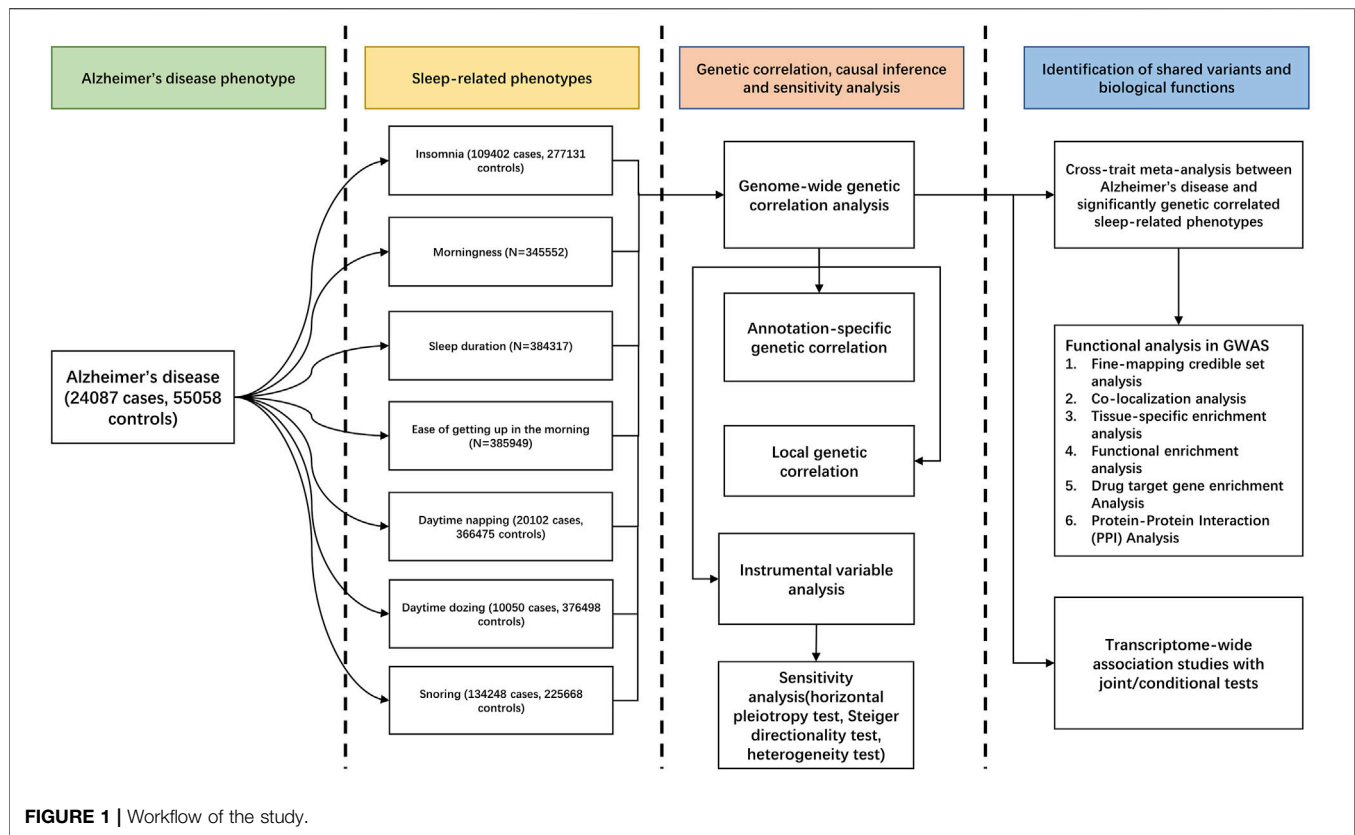 Alzheimer's disease phenotype
Sleep-related phenotypes
Genetic correlation, causal inference
and sensitivity analysis
Identification of shared variants and
biological functions
Alzheimer's disease
(24087 cases, 55058
controls)
Insomnia (109402 cases, 277131
controls)
Morningness (N=345552)
Sleep duration (N=384317)
Ease of getting up in the morning
(N=385949)
Daytime napping (20102 cases,
366475 controls)
Daytime dozing (10050 cases, 376498
controls)
Snoring (134248 cases, 225668
controls)
Genome-wide genetic
correlation analysis
Annotation-specific
genetic correlation
Local genetic
correlation
Instrumental variable
analysis
Sensitivity
analysis(horizontal
pleiotropy test, Steiger
directionality test,
heterogeneity test)
Cross-trait meta-analysis between
Alzheimer's disease and
significantly genetic correlated
sleep-related phenotypes
Functional analysis in GWAS
1. Fine-mapping credible set
analysis
2. Co-localization analysis
3. Tissue-specific enrichment
analysis
4. Functional enrichment
analysis
5. Drug target gene enrichment
Analysis
6. Protein-Protein Interaction
(PPI) Analysis
Transcriptome-wide
association studies with
joint/conditional tests
FIGURE 1 | Workflow of the study.